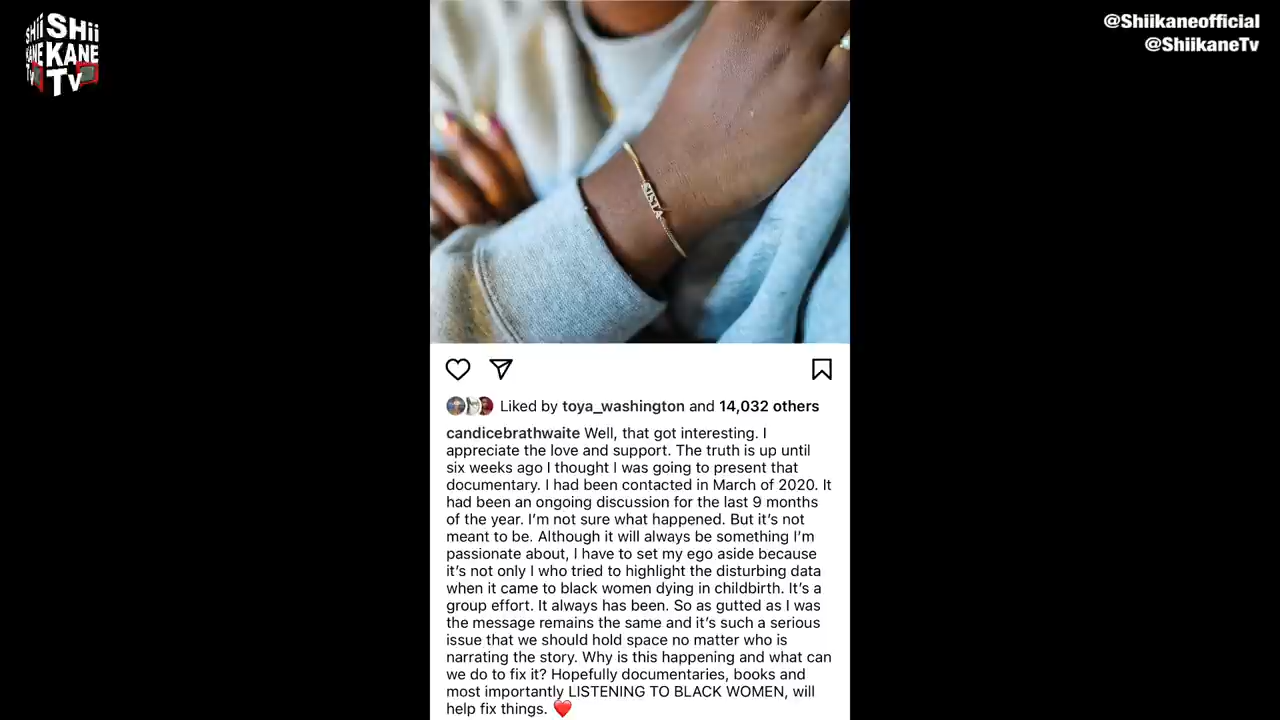 SHii
KANE
Tv
SHii
KANE
Tv
@Shiikaneofficial
@ShiikaneTv
SISTA
Liked by toya_washington and 14,032 others
candicebrathwaite Well, that got interesting. I
appreciate the love and support. The truth is up until
six weeks ago I thought I was going to present that
documentary. I had been contacted in March of 2020. It
had been an ongoing discussion for the last 9 months
of the year. I’m not sure what happened. But it’s not
meant to be. Although it will always be something I’m
passionate about, I have to set my ego aside because
it’s not only I who tried to highlight the disturbing data
when it came to black women dying in childbirth. It’s a
group effort. It always has been. So as gutted as I was
the message remains the same and it’s such a serious
issue that we should hold space no matter who is
narrating the story. Why is this happening and what can
we do to fix it? Hopefully documentaries, books and
most importantly LISTENING TO BLACK WOMEN, will
help fix things. ❤️